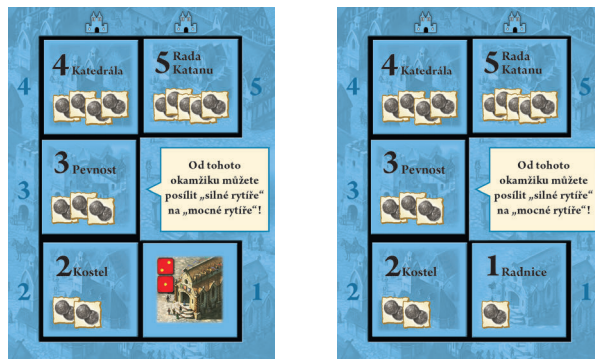 4 Katedrála
5 Rada
Katanu
4
5
3 Pevnost
Od tohoto
okamžiku můžete
posílit „silné rytíře“
na „mocné rytíře“!
3
2 Kostel
2
1
4 Katedrála
5 Rada
Katanu
4
5
3 Pevnost
Od tohoto
okamžiku můžete
posílit „silné rytíře“
na „mocné rytíře“!
3
2 Kostel
1 Radnice
2
1